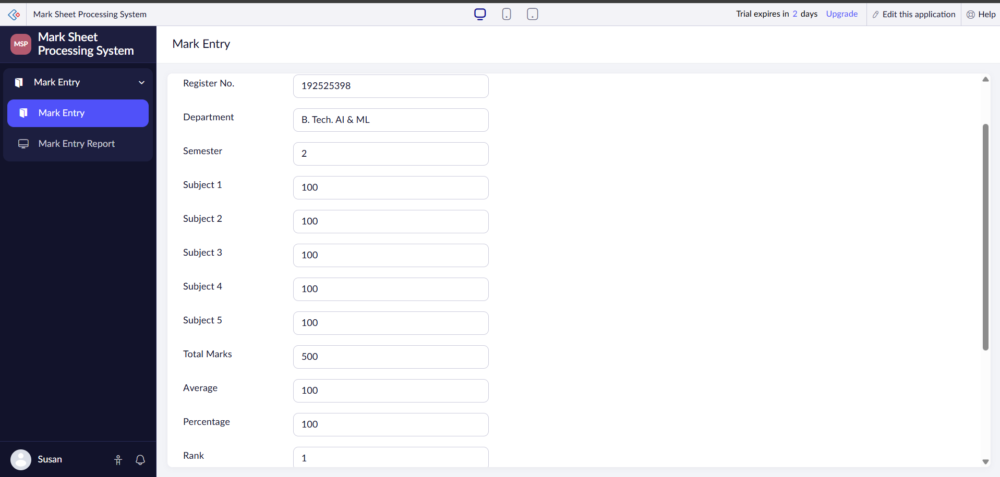 Mark Sheet Processing System
Trial expires in 2 days Upgrade
Edit this application
Help
MSP
Mark Sheet
Processing System
Mark Entry
Mark Entry
Mark Entry Report
Susan
Mark Entry
Register No. 192525398
Department B. Tech. AI & ML
Semester 2
Subject 1 100
Subject 2 100
Subject 3 100
Subject 4 100
Subject 5 100
Total Marks 500
Average 100
Percentage 100
Rank 1